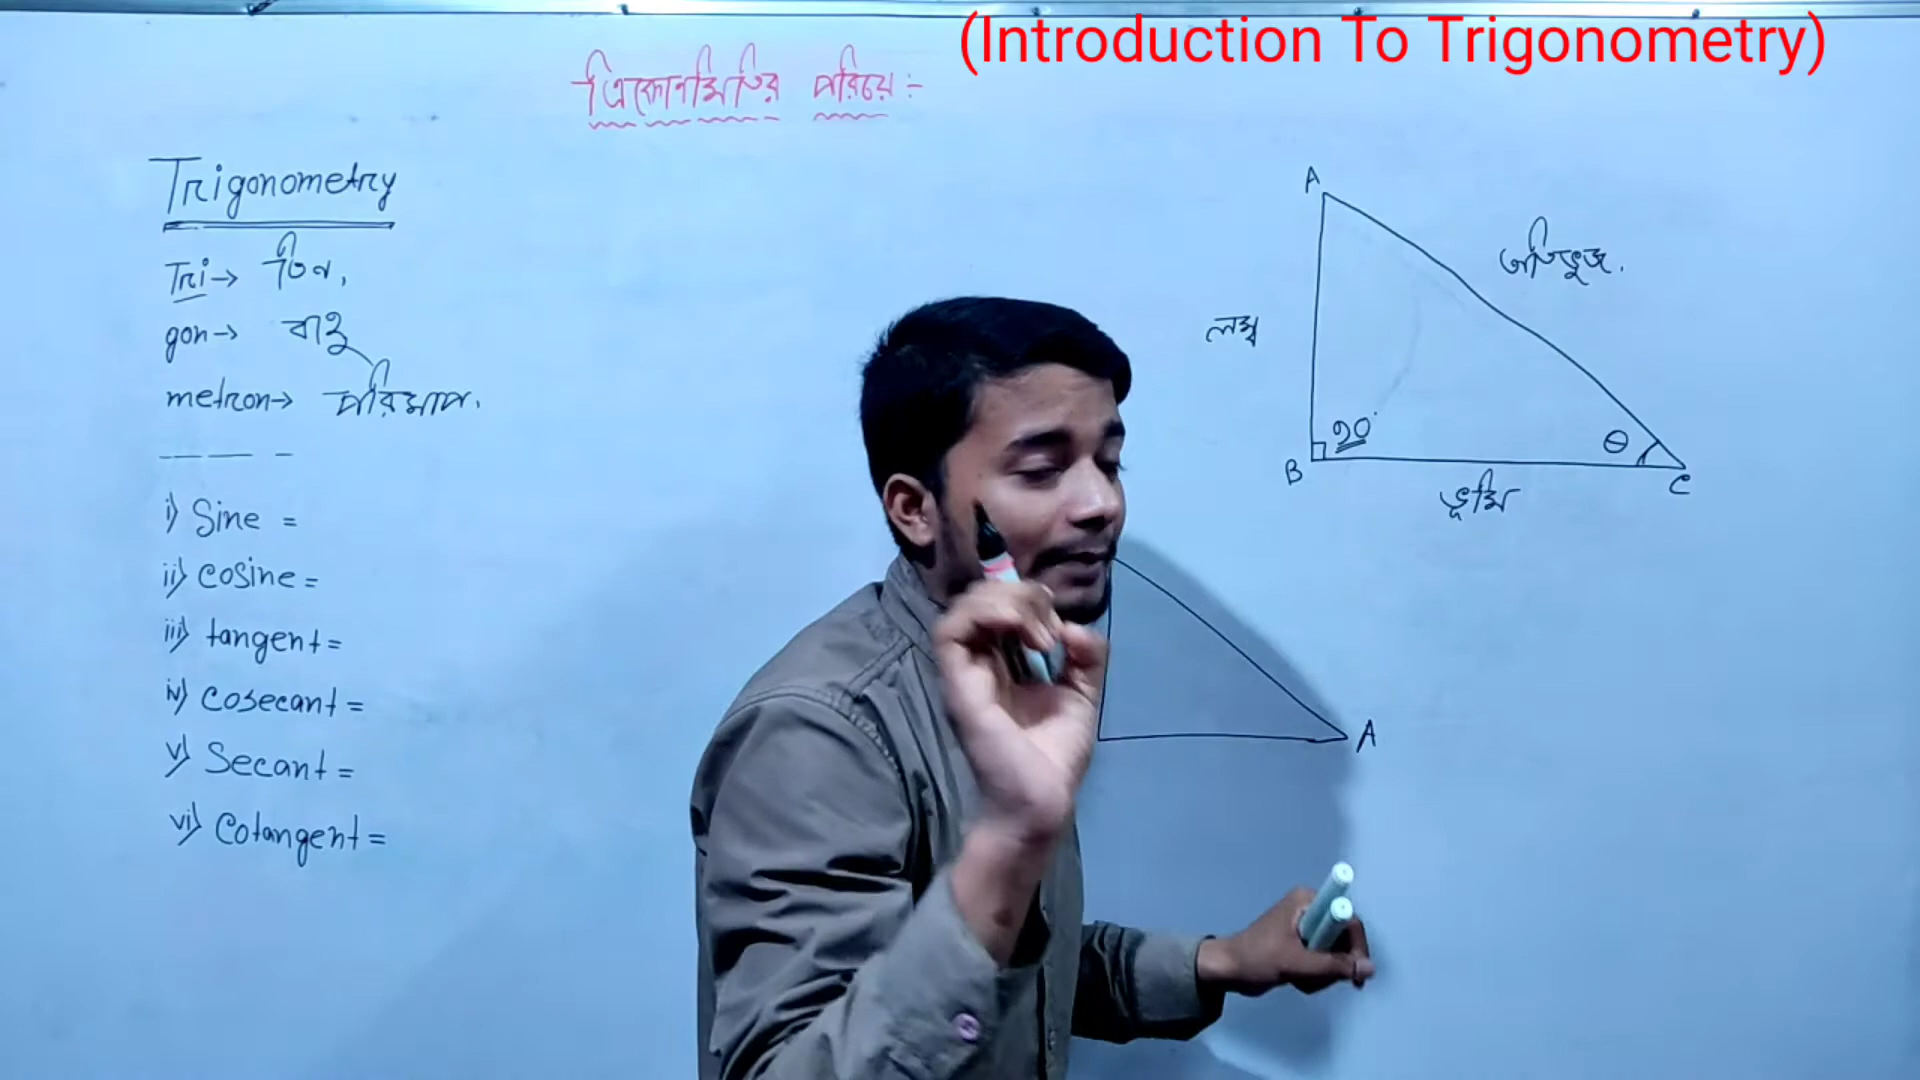 (Introduction To Trigonometry)
ত্রিকোনমিতির পরিচয় :-
Trigonometry
Tri→ তিন,
gon→ বাহু
metron→ পরিমাপ.
i) Sine =
ii) cosine =
iii) tangent =
iv) cosecant =
v) Secant =
vi) Cotangent =
A
অতিভুজ.
লম্ব
90°
θ
B
C
ভূমি
A